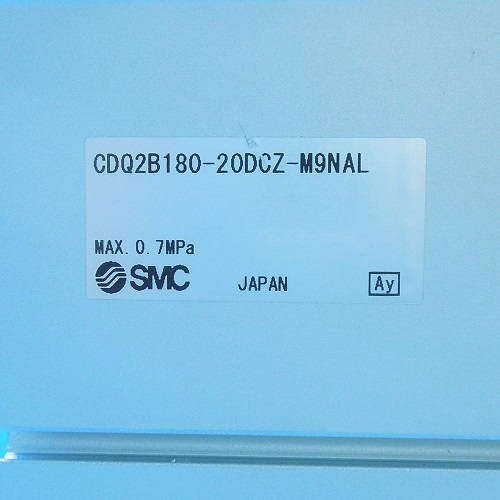 CDQ2B180-20DCZ-M9NAL
MAX. 0.7MPa
SMC JAPAN Ay